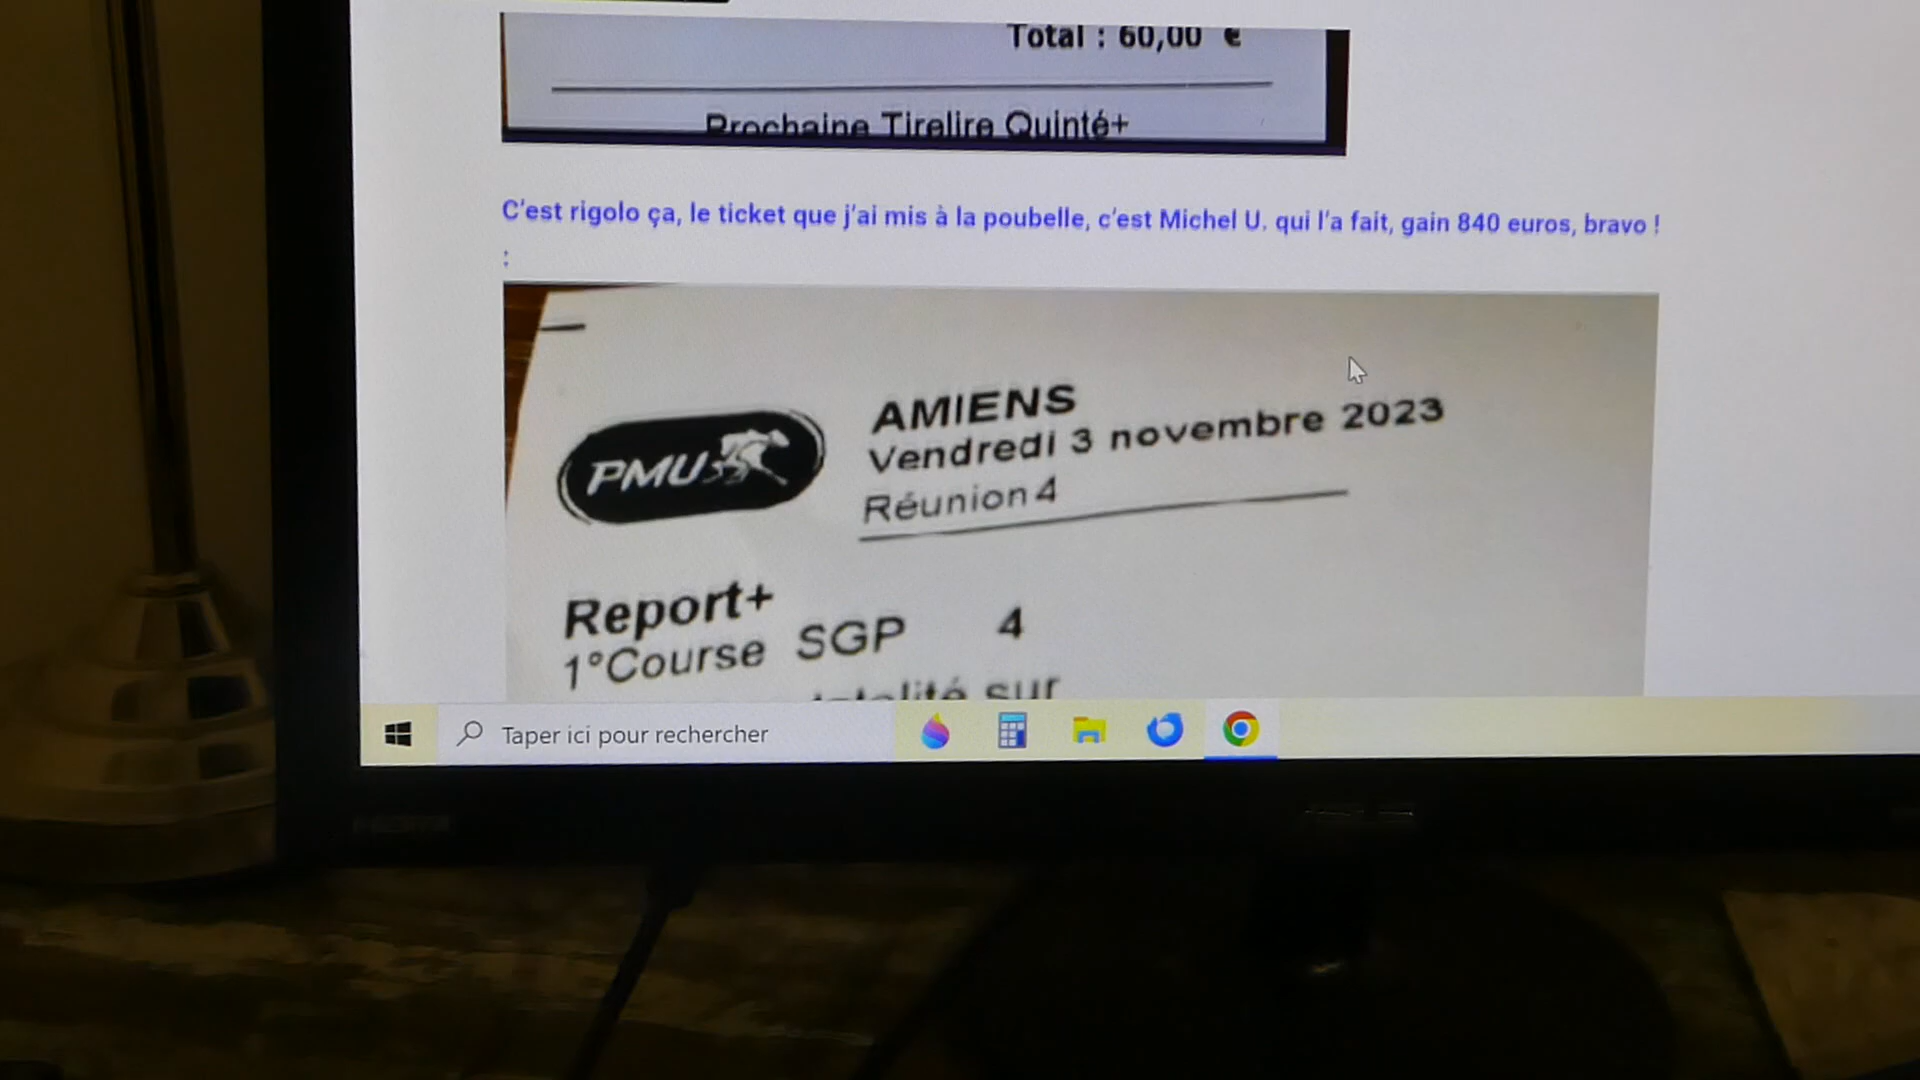 Total : 60,00 €
Prochaine Tirelire Quinté+
C'est rigolo ça, le ticket que j'ai mis à la poubelle, c'est Michel U. qui l'a fait, gain 840 euros, bravo !
:
PMU
AMIENS
Vendredi 3 novembre 2023
Réunion 4
Report+
1°Course SGP 4
sur
Taper ici pour rechercher